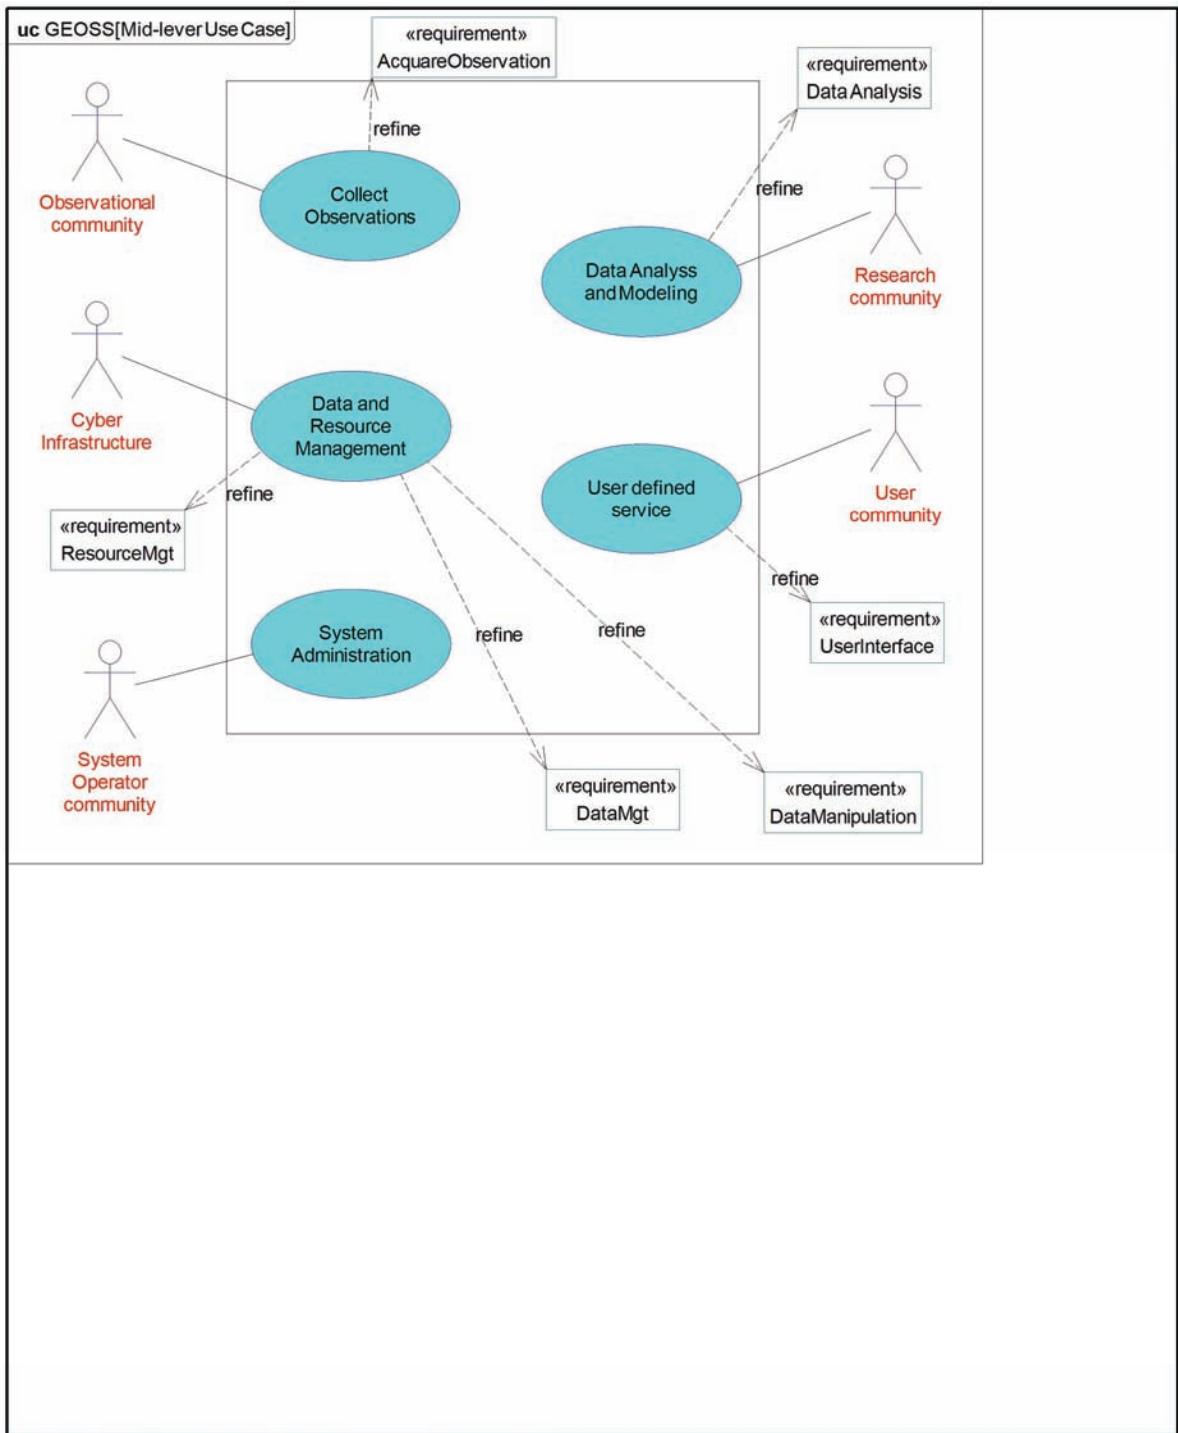 uc GEOSS[Mid-lever Use Case]
«requirement»
AcquareObservation
«requirement»
Data Analysis
refine
refine
Observational
community
Collect
Observations
Data Analyss
and Modeling
Research
community
Cyber
Infrastructure
Data and
Resource
Management
User defined
service
User
community
refine
«requirement»
ResourceMgt
refine
«requirement»
UserInterface
System
Administration
refine
refine
System
Operator
community
«requirement»
DataMgt
«requirement»
DataManipulation